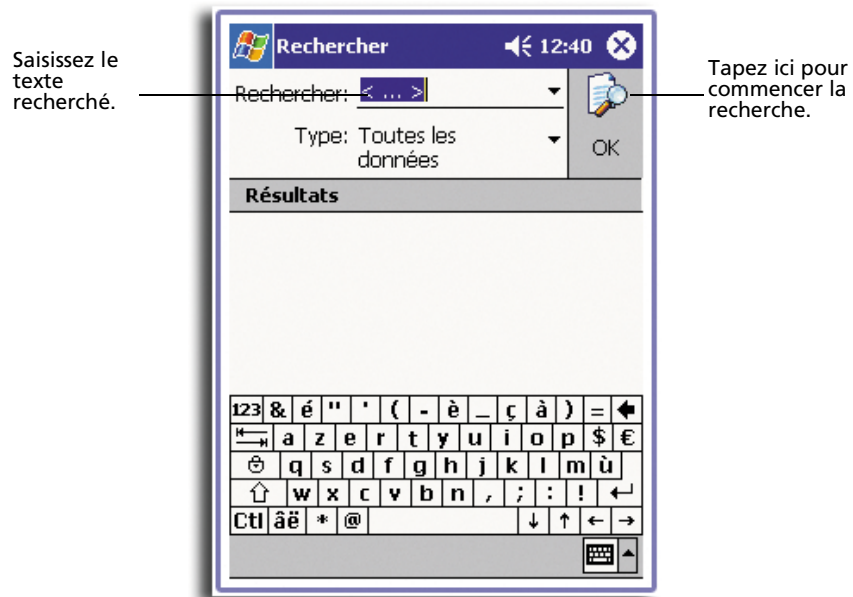 Rechercher 12:40
Saisissez le
texte
recherché.
Rechercher: < ... >
Tapez ici pour
commencer la
recherche.
Type: Toutes les
données
OK
Résultats
123 & é " ' ( - è _ ç à ) =
a z e r t y u i o p $ €
q s d f g h j k l m ù
w x c v b n , ; : !
Ctl âë * @ ↓ ↑ ← →